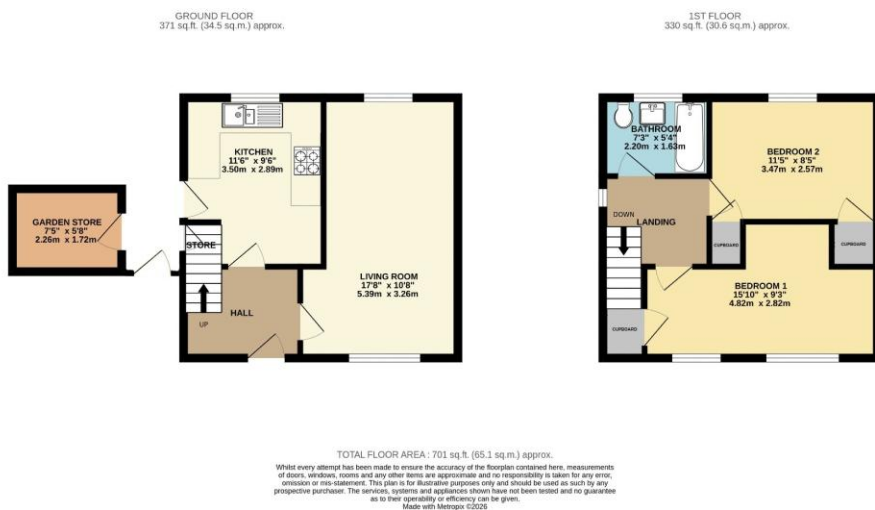 GROUND FLOOR
371 sq.ft. (34.5 sq.m.) approx.
1ST FLOOR
330 sq.ft. (30.6 sq.m.) approx.
KITCHEN
11'6" x 9'6"
3.50m x 2.89m
GARDEN STORE
7'5" x 5'8"
2.26m x 1.72m
STORE
UP
HALL
LIVING ROOM
17'8" x 10'8"
5.39m x 3.26m
BATHROOM
7'3" x 5'4"
2.20m x 1.63m
BEDROOM 2
11'5" x 8'5"
3.47m x 2.57m
DOWN
LANDING
CUPBOARD
CUPBOARD
BEDROOM 1
15'10" x 9'3"
4.82m x 2.82m
CUPBOARD
TOTAL FLOOR AREA : 701 sq.ft. (65.1 sq.m.) approx.
Whilst every attempt has been made to ensure the accuracy of the floorplan contained here, measurements
of doors, windows, rooms and any other items are approximate and no responsibility is taken for any error,
omission or mis-statement. This plan is for illustrative purposes only and should be used as such by any
prospective purchaser. The services, systems and appliances shown have not been tested and no guarantee
as to their operability or efficiency can be given.
Made with Metropix ©2026